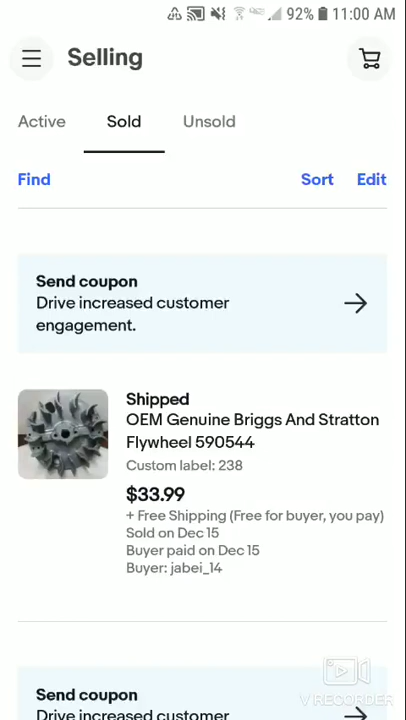 92% 11:00 AM
Selling
Active Sold Unsold
Find Sort Edit
Send coupon
Drive increased customer
engagement.
Shipped
OEM Genuine Briggs And Stratton
Flywheel 590544
Custom label: 238
$33.99
+ Free Shipping (Free for buyer, you pay)
Sold on Dec 15
Buyer paid on Dec 15
Buyer: jabei_14
Send coupon
Drive increased customer
V RECORDER